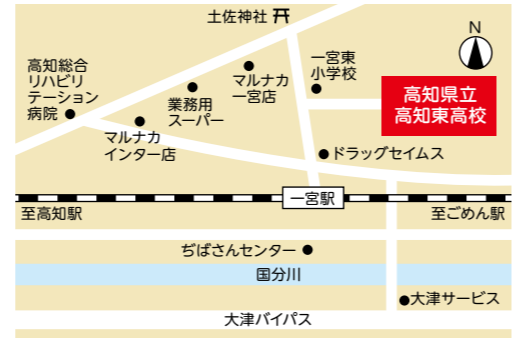 土佐神社
N
高知総合
リハビリ
テーション
病院
マルナカ
一宮店
一宮東
小学校
業務用
スーパー
高知県立
高知東高校
マルナカ
インター店
ドラッグセイムス
一宮駅
至高知駅
至ごめん駅
ぢばさんセンター
国分川
大津サービス
大津バイパス